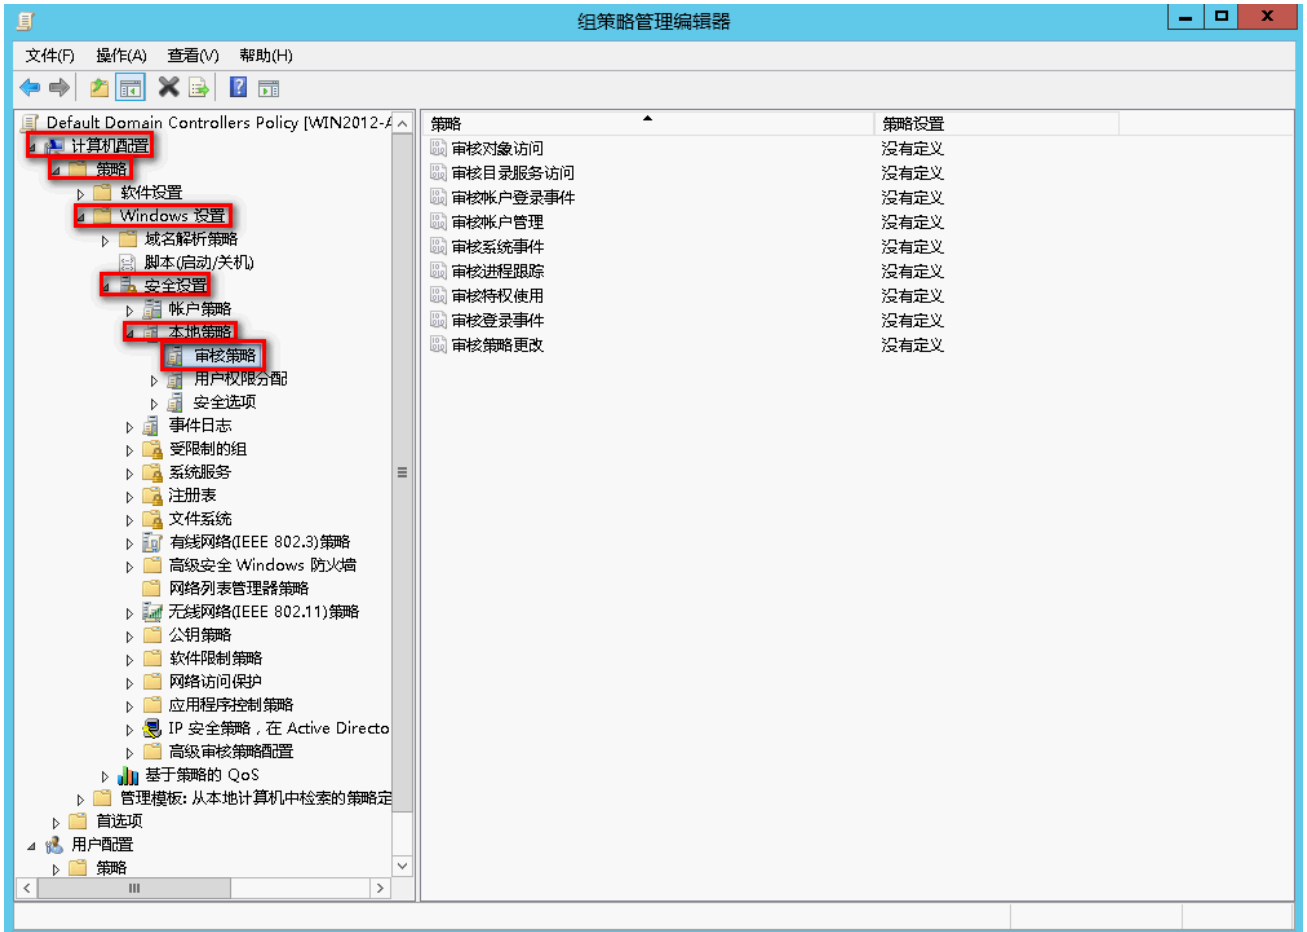 组策略管理编辑器
文件(F) 操作(A) 查看(V) 帮助(H)
Default Domain Controllers Policy [WIN2012-A
计算机配置
策略
软件设置
Windows 设置
域名解析策略
脚本(启动/关机)
安全设置
帐户策略
本地策略
审核策略
用户权限分配
安全选项
事件日志
受限制的组
系统服务
注册表
文件系统
有线网络(IEEE 802.3)策略
高级安全 Windows 防火墙
网络列表管理器策略
无线网络(IEEE 802.11)策略
公钥策略
软件限制策略
网络访问保护
应用程序控制策略
IP 安全策略，在 Active Directo
高级审核策略配置
基于策略的 QoS
管理模板: 从本地计算机中检索的策略定
首选项
用户配置
策略
策略 策略设置
审核对象访问 没有定义
审核目录服务访问 没有定义
审核帐户登录事件 没有定义
审核帐户管理 没有定义
审核系统事件 没有定义
审核进程跟踪 没有定义
审核特权使用 没有定义
审核登录事件 没有定义
审核策略更改 没有定义